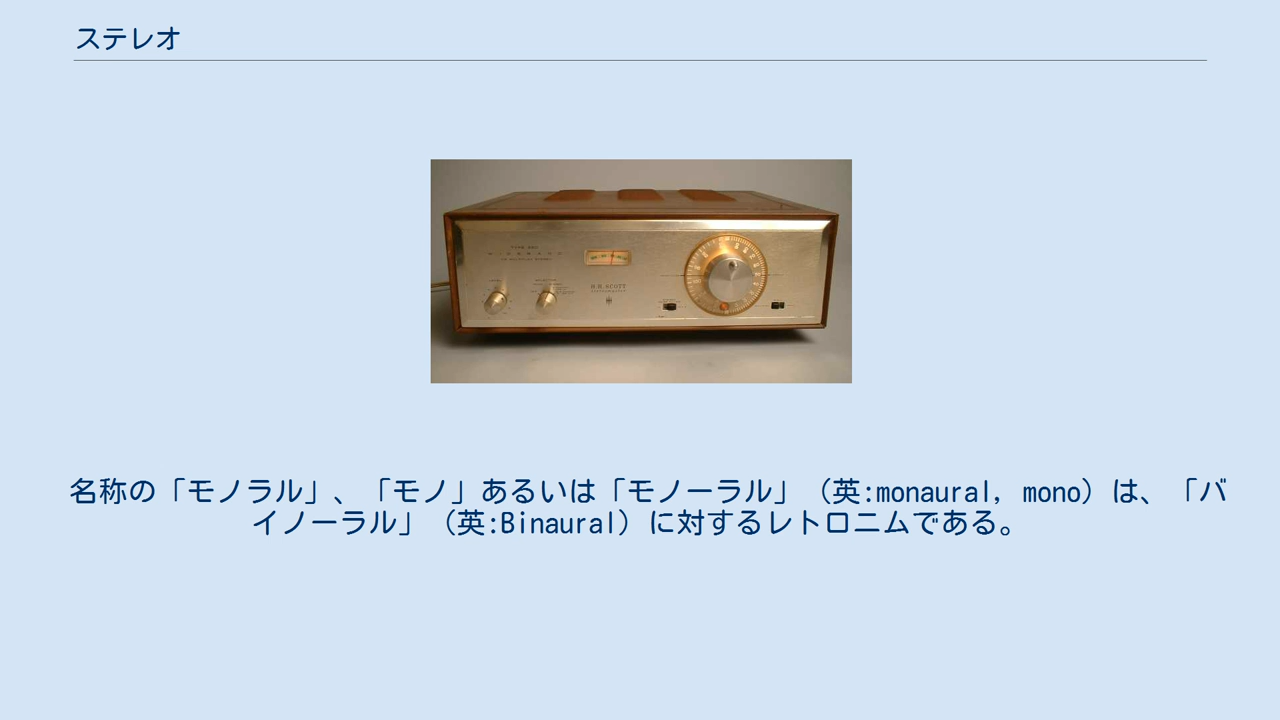 ステレオ
H.H. SCOTT
名称の「モノラル」、「モノ」あるいは「モノーラル」（英:monaural, mono）は、「バ
イノーラル」（英:Binaural）に対するレトロニムである。